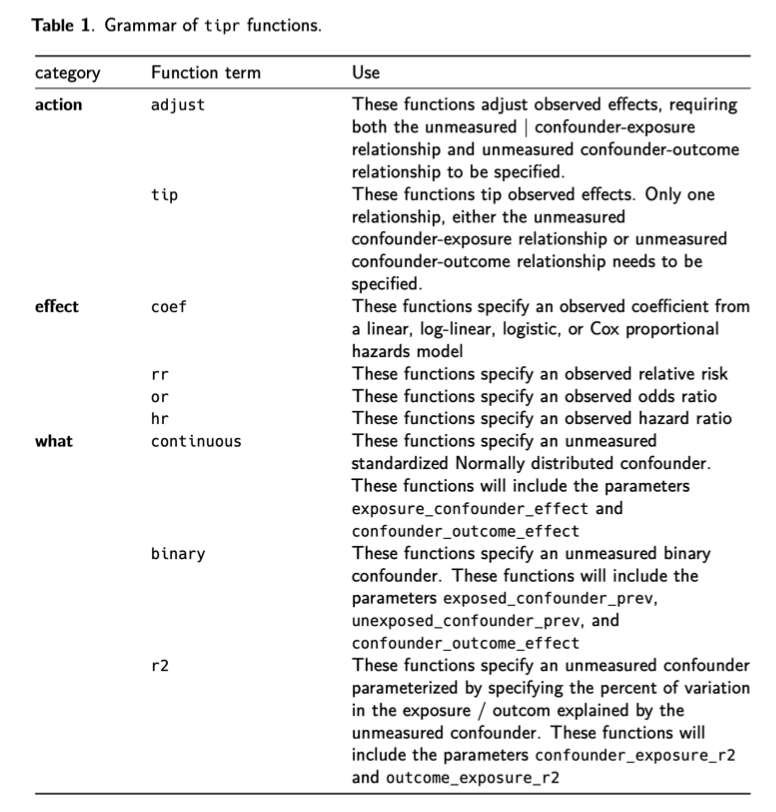 Table 1. Grammar of tipr functions.
category Function term Use
action adjust These functions adjust observed effects, requiring
both the unmeasured | confounder-exposure
relationship and unmeasured confounder-outcome
relationship to be specified.
tip These functions tip observed effects. Only one
relationship, either the unmeasured
confounder-exposure relationship or unmeasured
confounder-outcome relationship needs to be
specified.
effect coef These functions specify an observed coefficient from
a linear, log-linear, logistic, or Cox proportional
hazards model
rr These functions specify an observed relative risk
or These functions specify an observed odds ratio
hr These functions specify an observed hazard ratio
what continuous These functions specify an unmeasured
standardized Normally distributed confounder.
These functions will include the parameters
exposure_confounder_effect and
confounder_outcome_effect
binary These functions specify an unmeasured binary
confounder. These functions will include the
parameters exposed_confounder_prev,
unexposed_confounder_prev, and
confounder_outcome_effect
r2 These functions specify an unmeasured confounder
parameterized by specifying the percent of variation
in the exposure / outcom explained by the
unmeasured confounder. These functions will
include the parameters confounder_exposure_r2
and outcome_exposure_r2